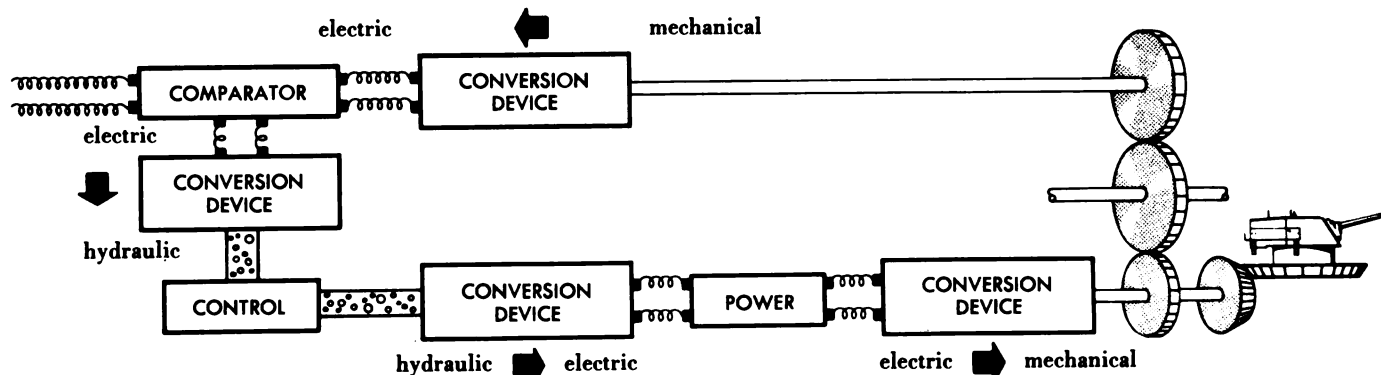 electric
mechanical
COMPARATOR
CONVERSION
DEVICE
electric
CONVERSION
DEVICE
hydraulic
CONTROL
CONVERSION
DEVICE
POWER
CONVERSION
DEVICE
hydraulic
electric
electric
mechanical